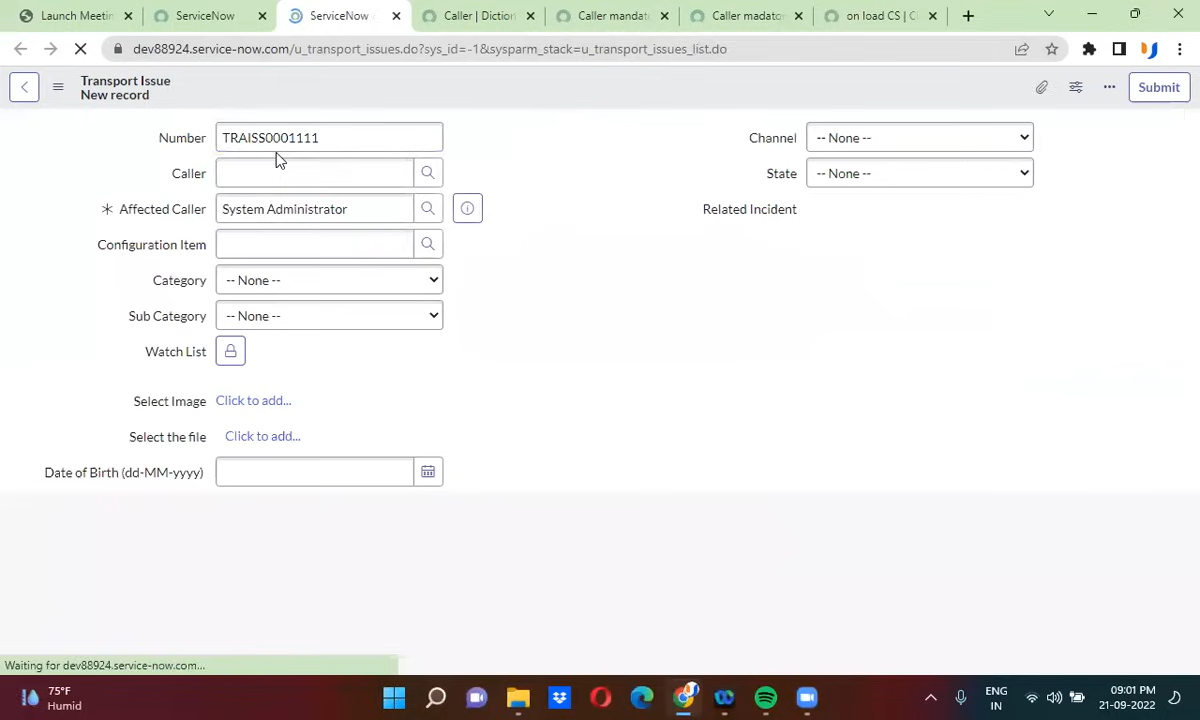 Launch Meetin
ServiceNow
ServiceNow
Caller | Diction
Caller mandat
Caller madator
on load CS | C
dev88924.service-now.com/u_transport_issues.do?sys_id=-1&sysparm_stack=u_transport_issues_list.do
Transport Issue
New record
Submit
Number TRAISS0001111
Channel -- None --
Caller
State -- None --
Affected Caller System Administrator
Related Incident
Configuration Item
Category -- None --
Sub Category -- None --
Watch List
Select Image Click to add...
Select the file Click to add...
Date of Birth (dd-MM-yyyy)
Waiting for dev88924.service-now.com...
75°F
Humid
ENG
IN
09:01 PM
21-09-2022